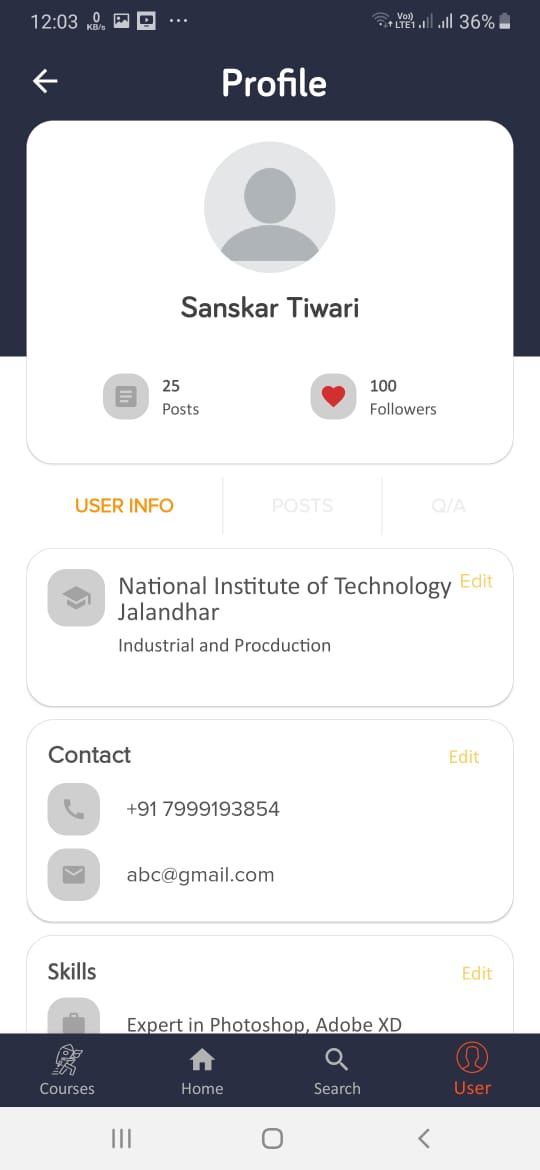 12:03 0 KB/s ... Vo) LTE1 36%
Profile
Sanskar Tiwari
25
Posts
100
Followers
USER INFO POSTS Q/A
National Institute of Technology Edit
Jalandhar
Industrial and Procduction
Contact Edit
+91 7999193854
abc@gmail.com
Skills Edit
Expert in Photoshop, Adobe XD
Courses Home Search User